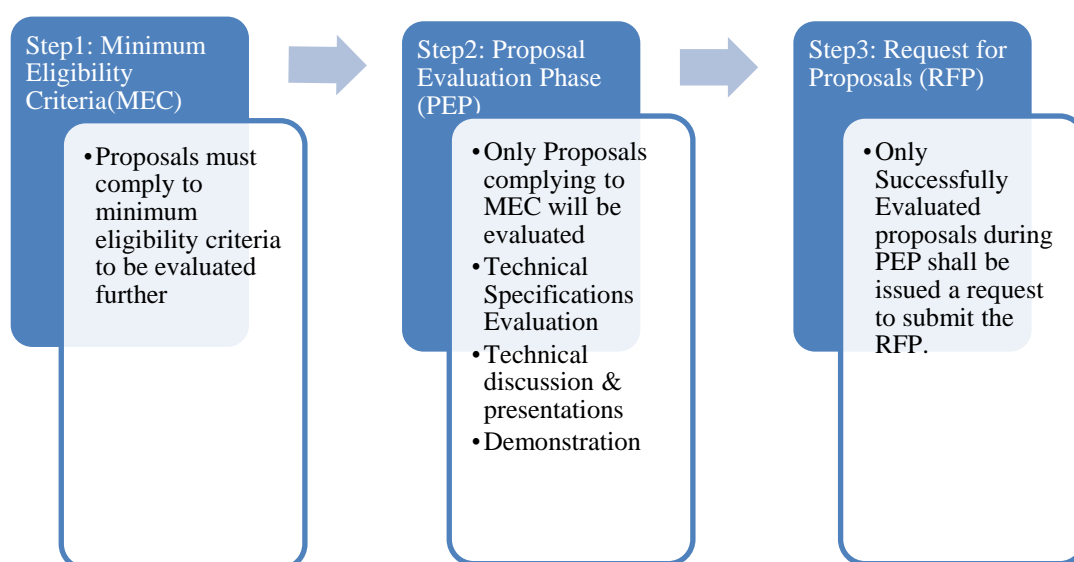 Step1: Minimum
Eligibility
Criteria(MEC)
•Proposals must
comply to
minimum
eligibility criteria
to be evaluated
further
Step2: Proposal
Evaluation Phase
(PEP)
•Only Proposals
complying to
MEC will be
evaluated
•Technical
Specifications
Evaluation
•Technical
discussion &
presentations
•Demonstration
Step3: Request for
Proposals (RFP)
•Only
Successfully
Evaluated
proposals during
PEP shall be
issued a request
to submit the
RFP.